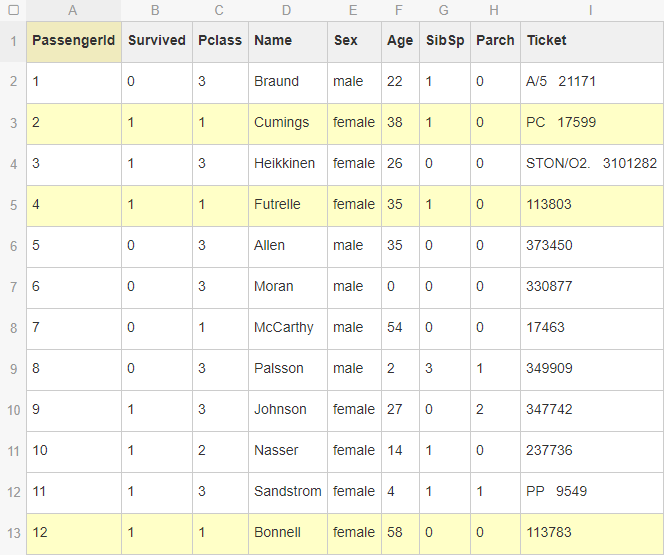 A B C D E F G H I
1 PassengerId Survived Pclass Name Sex Age SibSp Parch Ticket
2 1 0 3 Braund male 22 1 0 A/5 21171
3 2 1 1 Cumings female 38 1 0 PC 17599
4 3 1 3 Heikkinen female 26 0 0 STON/O2. 3101282
5 4 1 1 Futrelle female 35 1 0 113803
6 5 0 3 Allen male 35 0 0 373450
7 6 0 3 Moran male 0 0 0 330877
8 7 0 1 McCarthy male 54 0 0 17463
9 8 0 3 Palsson male 2 3 1 349909
10 9 1 3 Johnson female 27 0 2 347742
11 10 1 2 Nasser female 14 1 0 237736
12 11 1 3 Sandstrom female 4 1 1 PP 9549
13 12 1 1 Bonnell female 58 0 0 113783